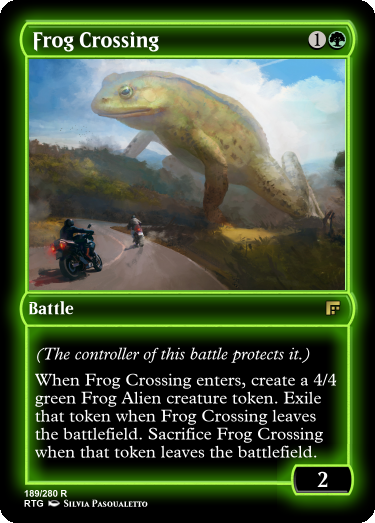 Frog Crossing 1
Battle
(The controller of this battle protects it.)
When Frog Crossing enters, create a 4/4
green Frog Alien creature token. Exile
that token when Frog Crossing leaves
the battlefield. Sacrifice Frog Crossing
when that token leaves the battlefield.
2
189/280 R
RTG Silvia Pasqualetto